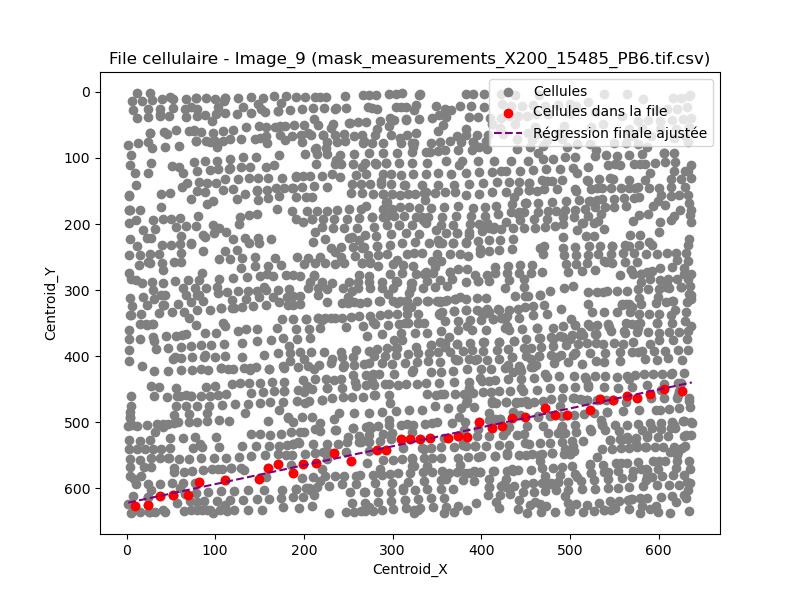 File cellulaire - Image_9 (mask_measurements_X200_15485_PB6.tif.csv)
Cellules
Cellules dans la file
Régression finale ajustée
0
100
200
300
400
500
600
Centroid_Y
0 100 200 300 400 500 600
Centroid_X